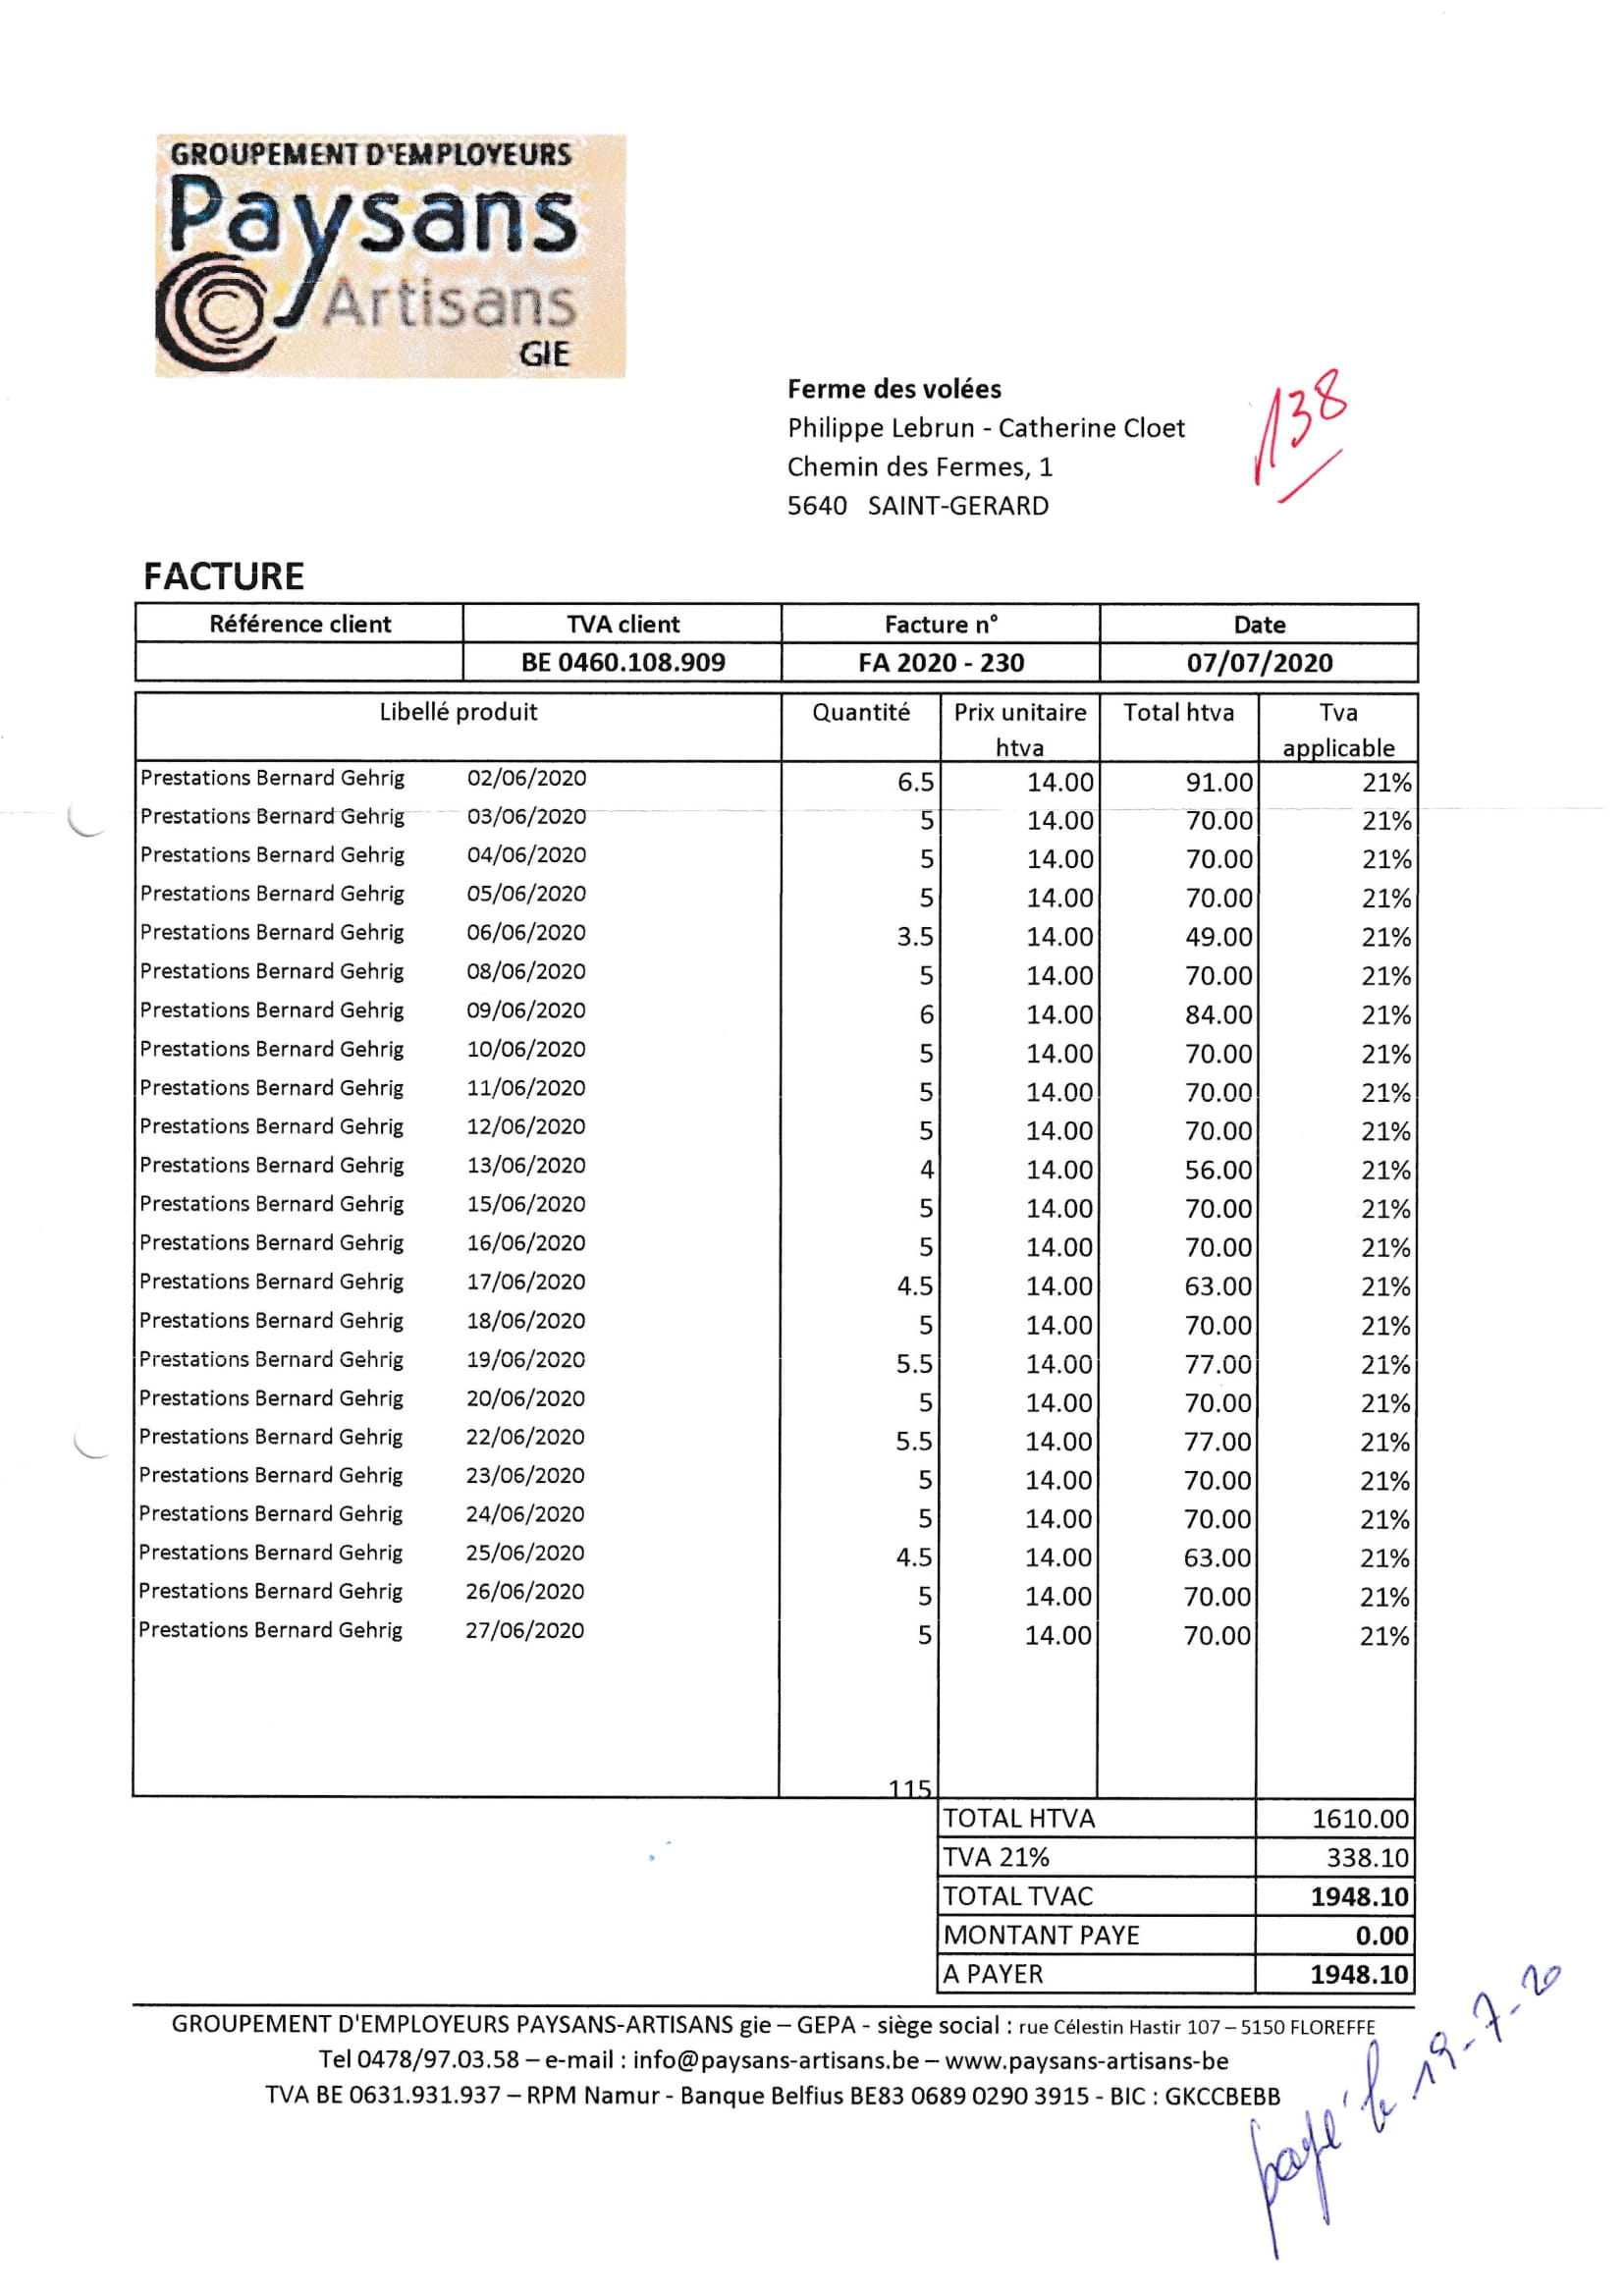 GROUPEMENT D'EMPLOYEURS
Paysans
Artisans
GIE
Ferme des volées
Philippe Lebrun - Catherine Cloet
Chemin des Fermes, 1
5640 SAINT-GERARD
138
FACTURE
Référence client TVA client Facture n° Date
BE 0460.108.909 FA 2020 - 230 07/07/2020
Libellé produit Quantité Prix unitaire Total htva Tva
htva applicable
Prestations Bernard Gehrig 02/06/2020 6.5 14.00 91.00 21%
Prestations Bernard Gehrig 03/06/2020 5 14.00 70.00 21%
Prestations Bernard Gehrig 04/06/2020 5 14.00 70.00 21%
Prestations Bernard Gehrig 05/06/2020 5 14.00 70.00 21%
Prestations Bernard Gehrig 06/06/2020 3.5 14.00 49.00 21%
Prestations Bernard Gehrig 08/06/2020 5 14.00 70.00 21%
Prestations Bernard Gehrig 09/06/2020 6 14.00 84.00 21%
Prestations Bernard Gehrig 10/06/2020 5 14.00 70.00 21%
Prestations Bernard Gehrig 11/06/2020 5 14.00 70.00 21%
Prestations Bernard Gehrig 12/06/2020 5 14.00 70.00 21%
Prestations Bernard Gehrig 13/06/2020 4 14.00 56.00 21%
Prestations Bernard Gehrig 15/06/2020 5 14.00 70.00 21%
Prestations Bernard Gehrig 16/06/2020 5 14.00 70.00 21%
Prestations Bernard Gehrig 17/06/2020 4.5 14.00 63.00 21%
Prestations Bernard Gehrig 18/06/2020 5 14.00 70.00 21%
Prestations Bernard Gehrig 19/06/2020 5.5 14.00 77.00 21%
Prestations Bernard Gehrig 20/06/2020 5 14.00 70.00 21%
Prestations Bernard Gehrig 22/06/2020 5.5 14.00 77.00 21%
Prestations Bernard Gehrig 23/06/2020 5 14.00 70.00 21%
Prestations Bernard Gehrig 24/06/2020 5 14.00 70.00 21%
Prestations Bernard Gehrig 25/06/2020 4.5 14.00 63.00 21%
Prestations Bernard Gehrig 26/06/2020 5 14.00 70.00 21%
Prestations Bernard Gehrig 27/06/2020 5 14.00 70.00 21%
115
TOTAL HTVA 1610.00
TVA 21% 338.10
TOTAL TVAC 1948.10
MONTANT PAYE 0.00
A PAYER 1948.10
GROUPEMENT D'EMPLOYEURS PAYSANS-ARTISANS gie – GEPA - siège social : rue Célestin Hastir 107 – 5150 FLOREFFE
Tel 0478/97.03.58 – e-mail : info@paysans-artisans.be – www.paysans-artisans-be
TVA BE 0631.931.937 – RPM Namur - Banque Belfius BE83 0689 0290 3915 - BIC : GKCCBEBB
payé le 19-7-20